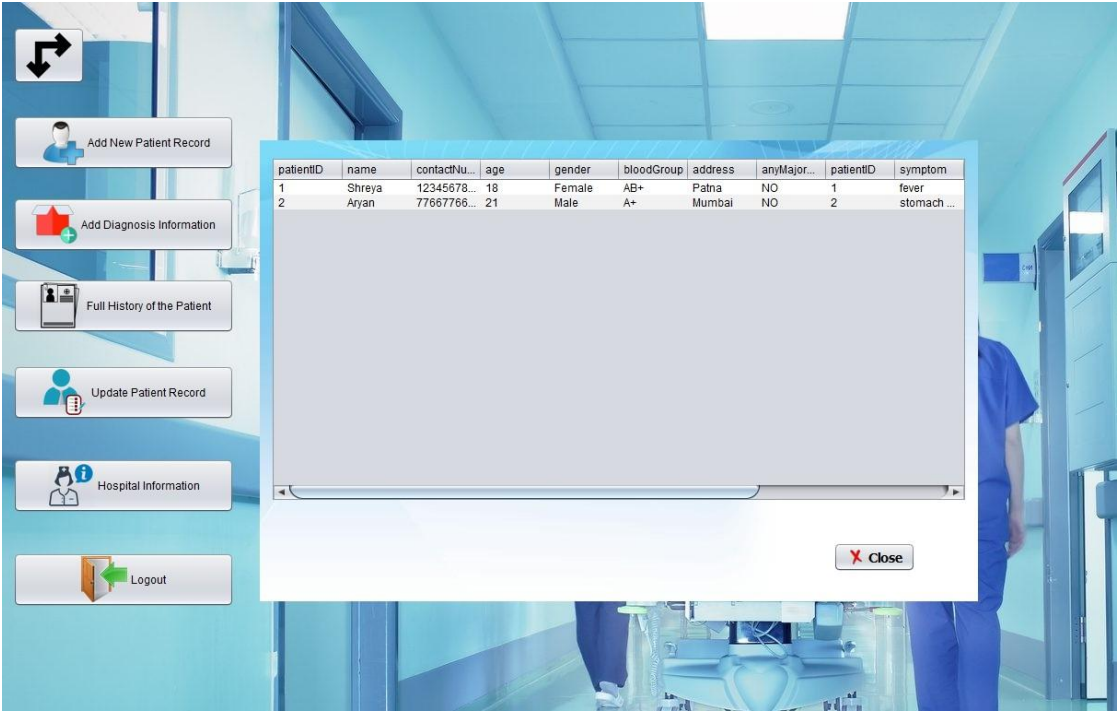 Add New Patient Record
Add Diagnosis Information
Full History of the Patient
Update Patient Record
Hospital Information
Logout
patientID name contactNu... age gender bloodGroup address anyMajor... patientID symptom
1 Shreya 12345678... 18 Female AB+ Patna NO 1 fever
2 Aryan 77667766... 21 Male A+ Mumbai NO 2 stomach ...
Close